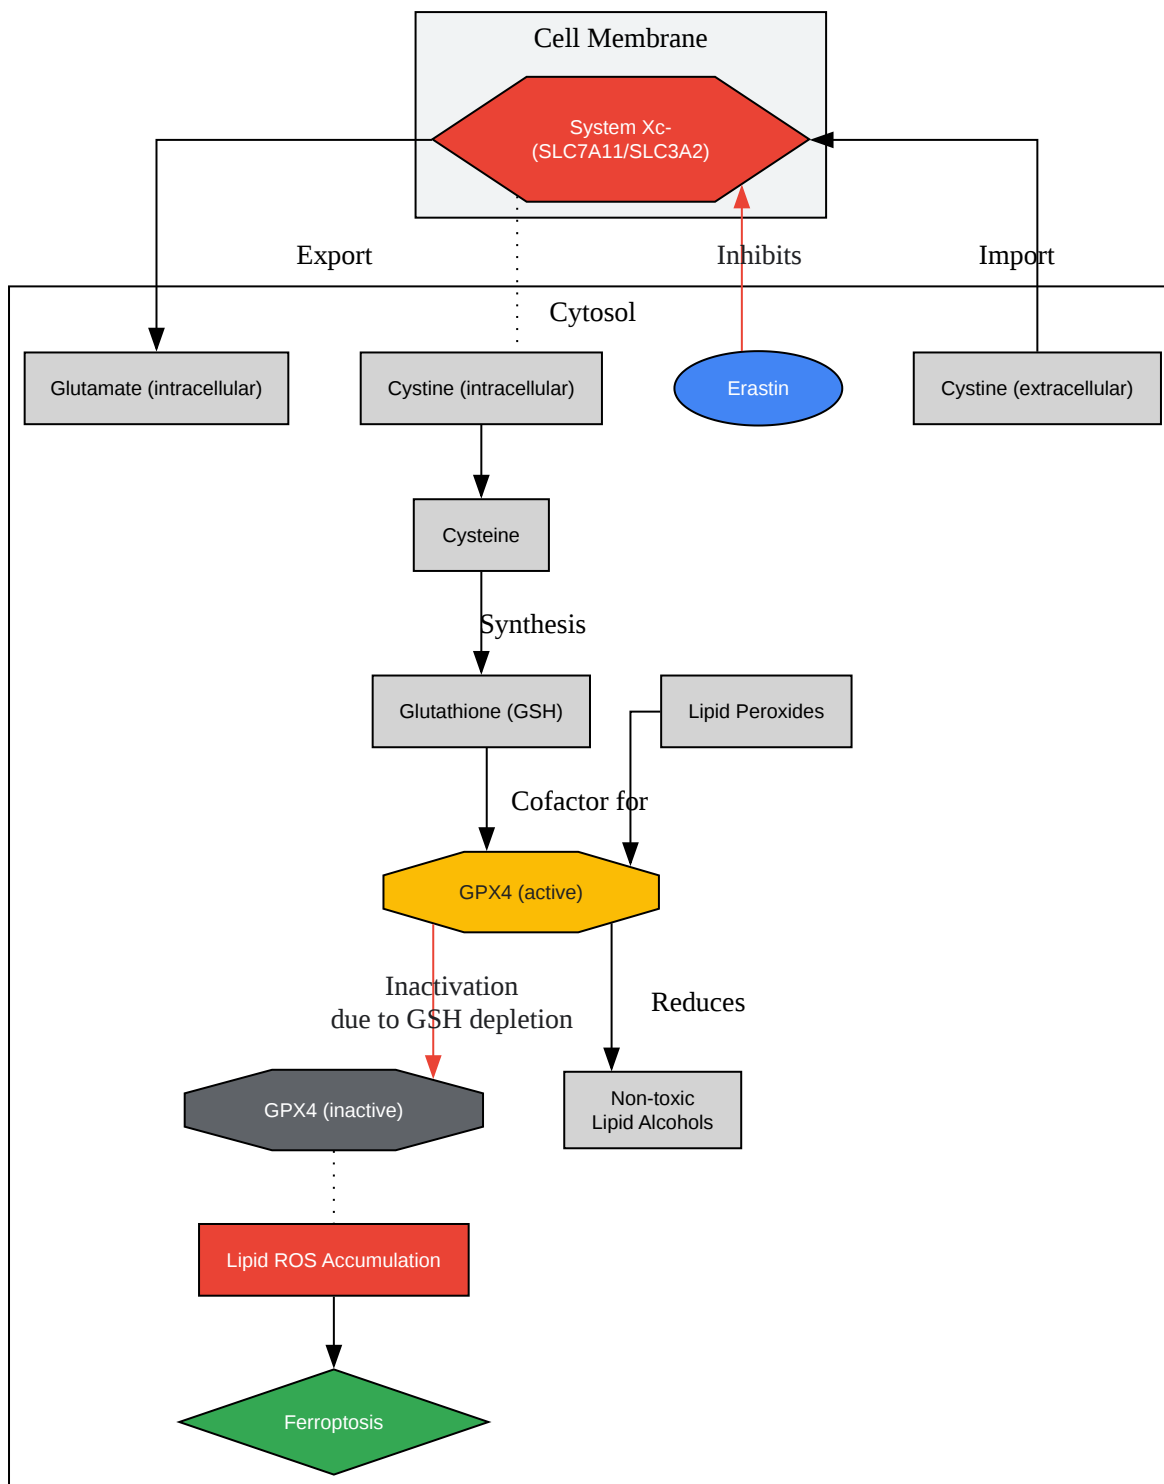 Cell Membrane
System Xc-
(SLC7A11/SLC3A2)
Export
Inhibits
Import
Cytosol
Glutamate (intracellular)
Cystine (intracellular)
Erastin
Cystine (extracellular)
Cysteine
Synthesis
Glutathione (GSH)
Lipid Peroxides
Cofactor for
GPX4 (active)
Inactivation
due to GSH depletion
Reduces
GPX4 (inactive)
Non-toxic
Lipid Alcohols
Lipid ROS Accumulation
Ferroptosis